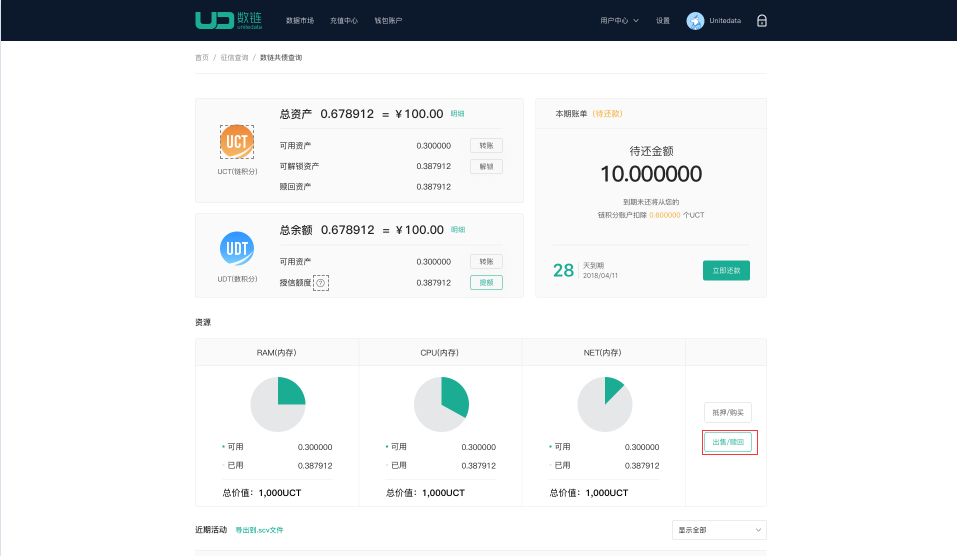 数链
unitedata
数据市场 充值中心 钱包账户 用户中心 设置 Unitedata
首页 / 征信查询 / 数链共债查询
总资产 0.678912 = ¥100.00 明细
UCT
UCT(链积分)
可用资产 0.300000 转账
可解锁资产 0.387912 解锁
赎回资产 0.387912
总余额 0.678912 = ¥100.00 明细
UDT
UDT(数积分)
可用资产 0.300000 转账
授信额度 ? 0.387912 提额
本期账单 (待还款)
待还金额
10.000000
到期未还将从您的
链积分账户扣除 0.600000 个UCT
28 天到期
2018/04/11
立即还款
资源
RAM(内存) CPU(内存) NET(内存)
可用 0.300000 可用 0.300000 可用 0.300000
已用 0.387912 已用 0.387912 已用 0.387912
总价值：1,000UCT 总价值：1,000UCT 总价值：1,000UCT
抵押/购买
出售/赎回
近期活动 导出到.scv文件 显示全部